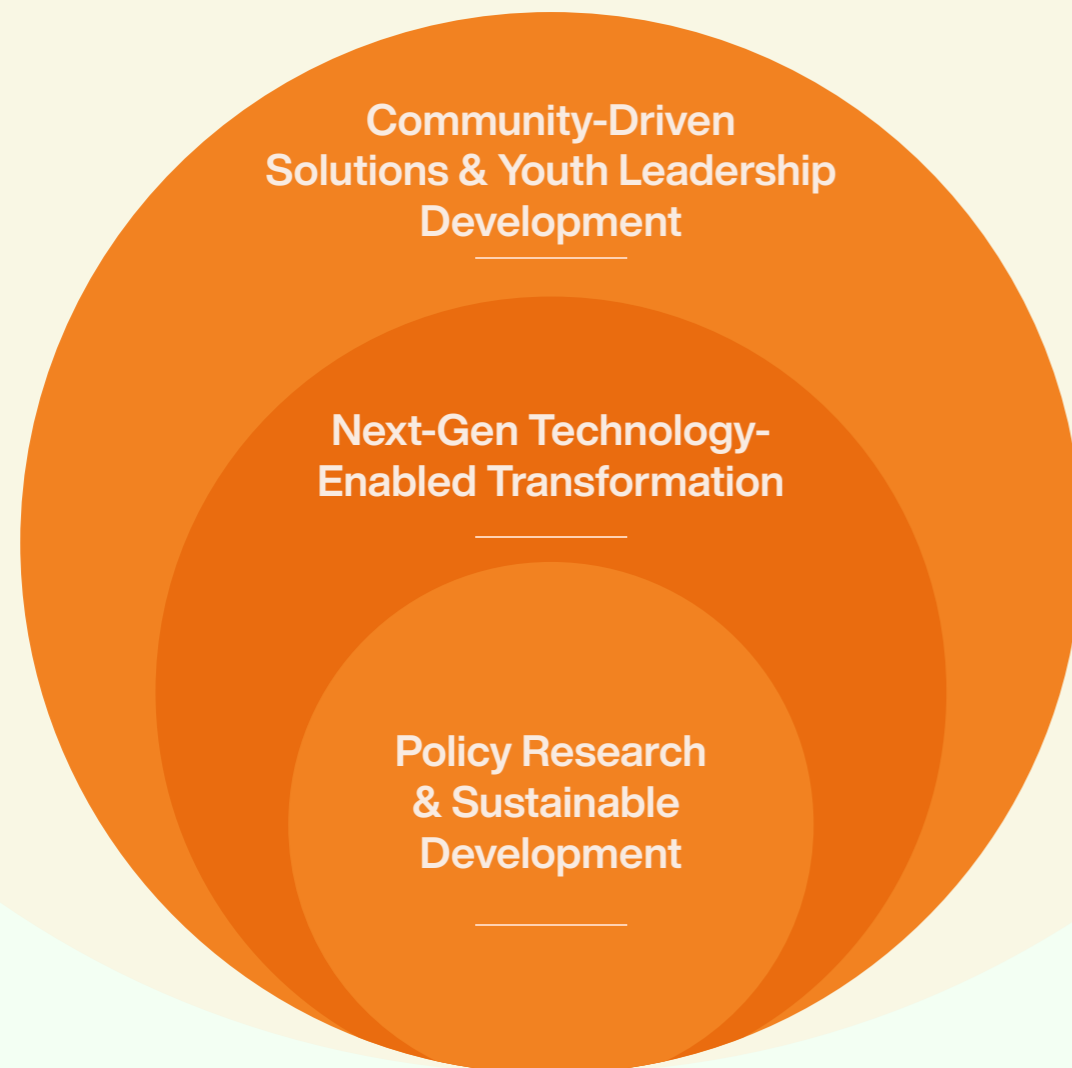 Community-Driven
Solutions & Youth Leadership
Development
Next-Gen Technology-
Enabled Transformation
Policy Research
& Sustainable
Development